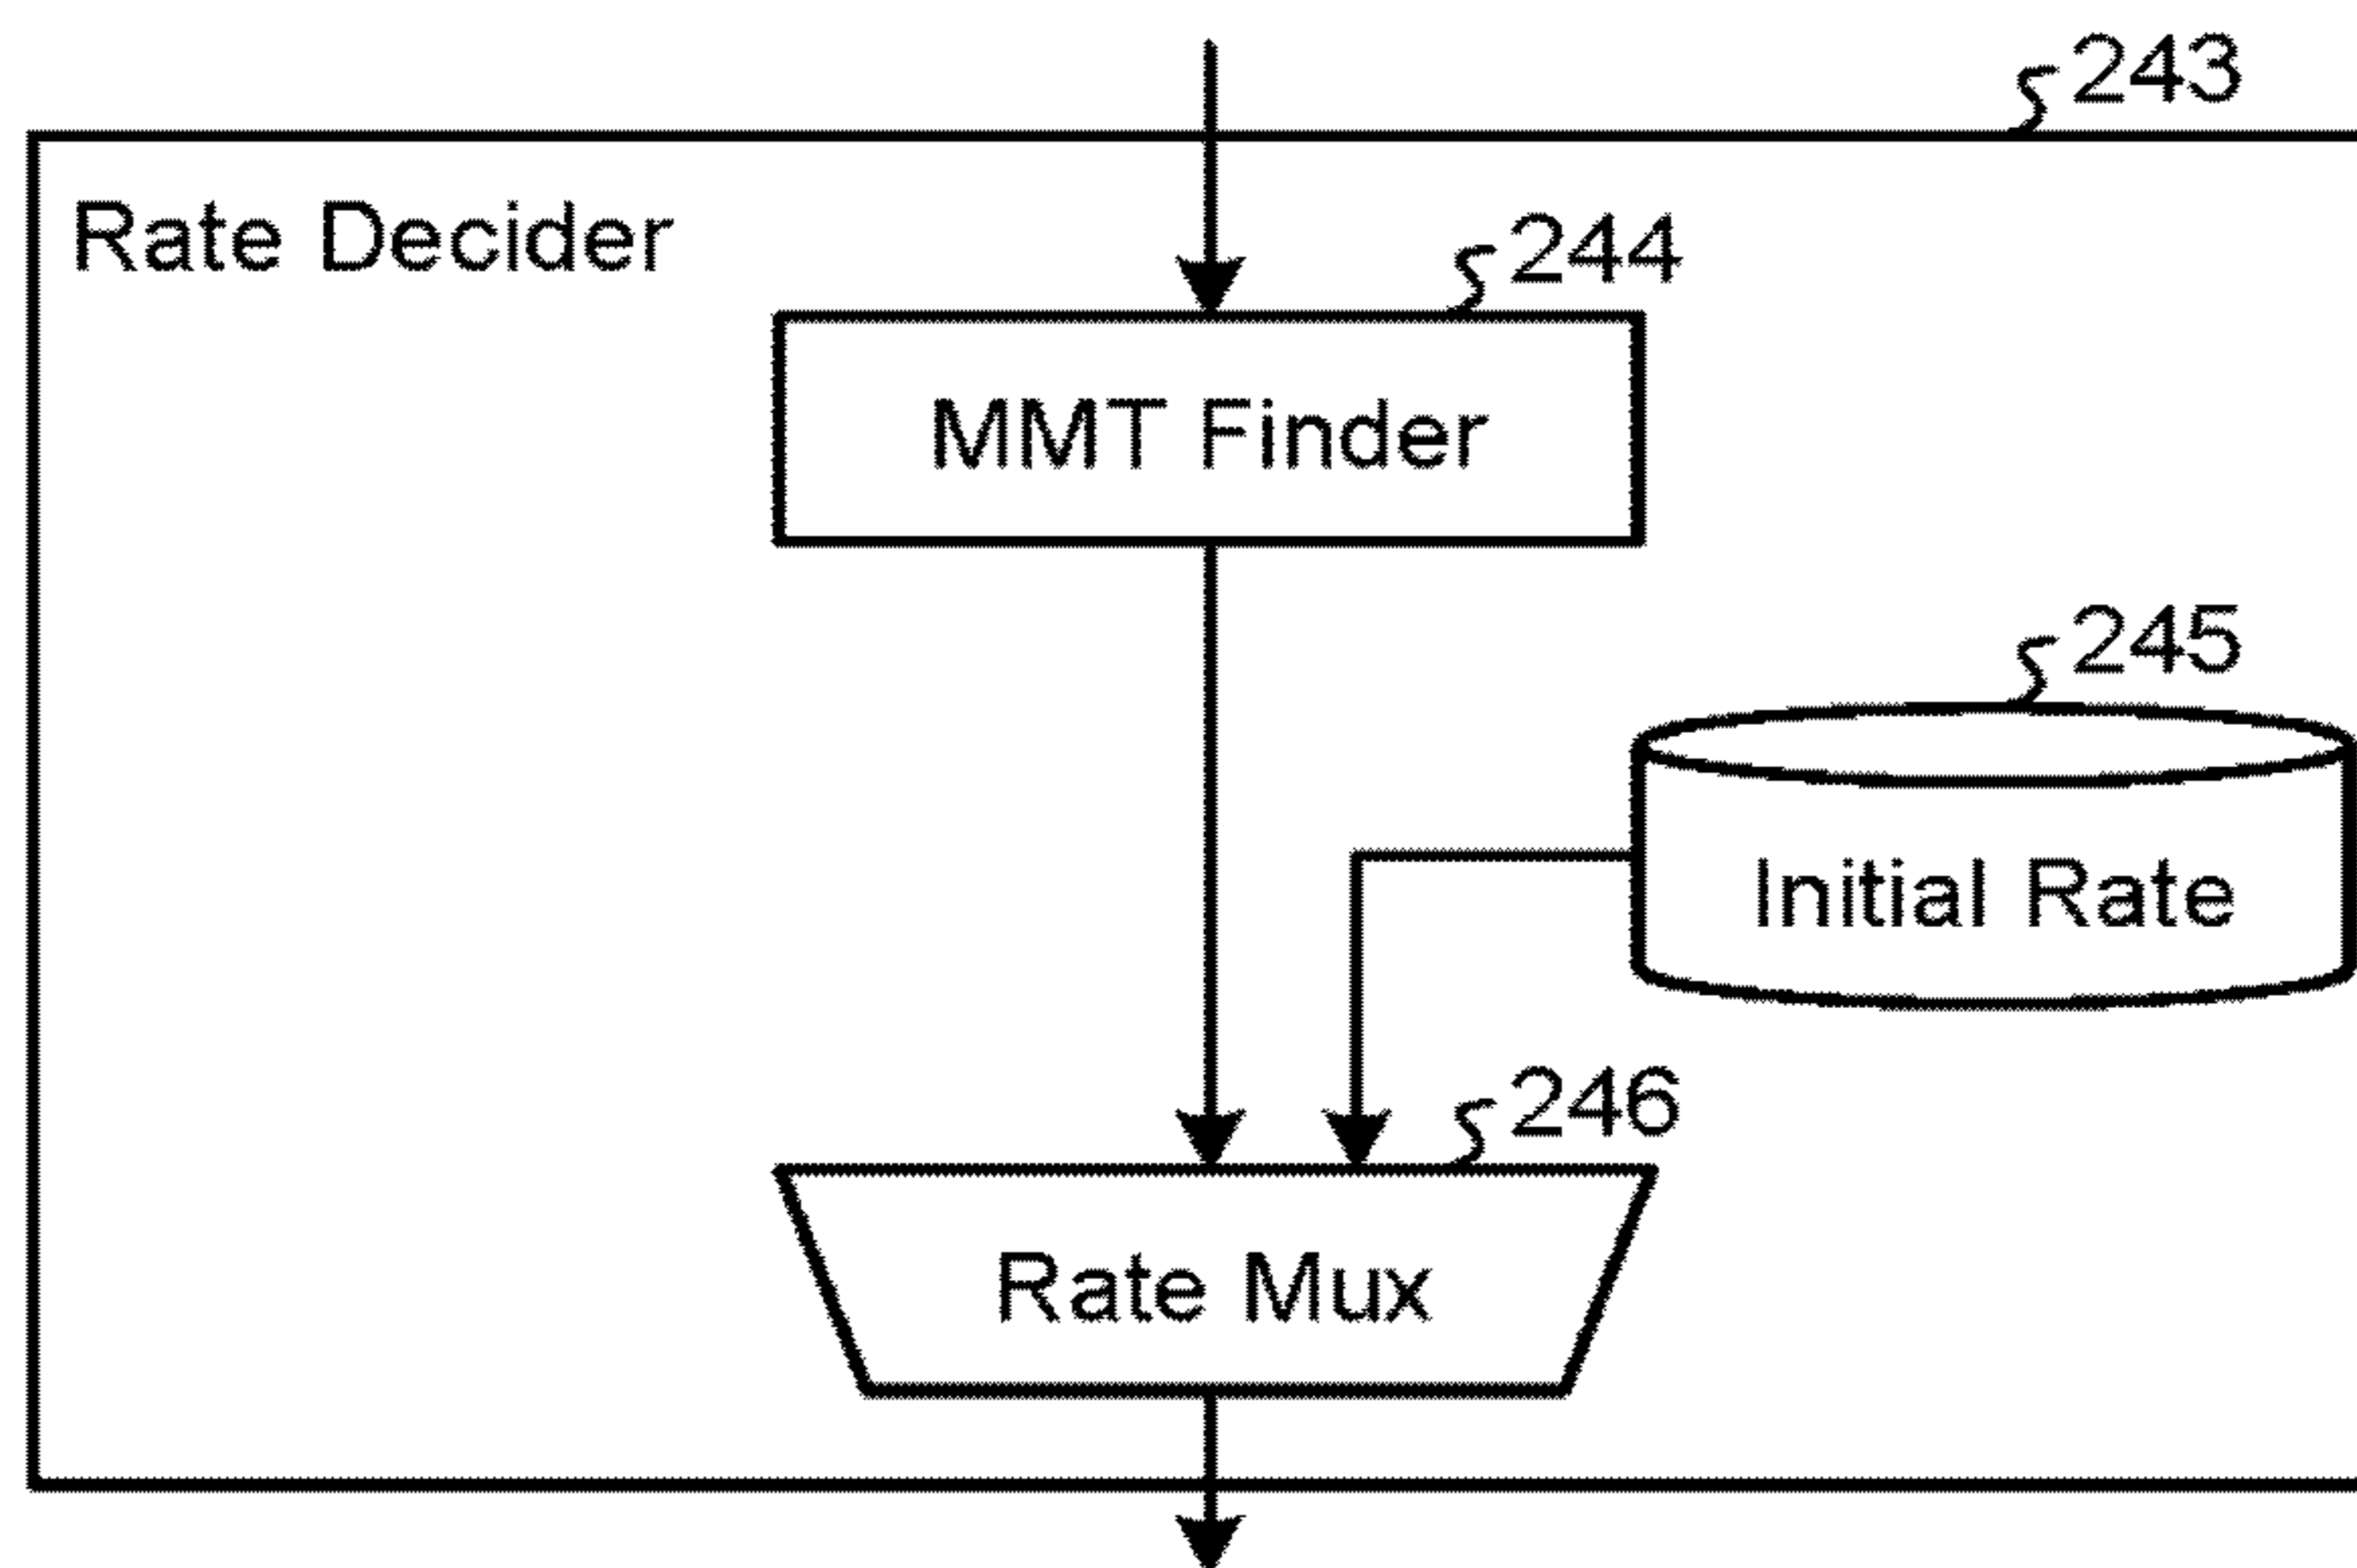 243
Rate Decider
244
MMT Finder
245
Initial Rate
246
Rate Mux